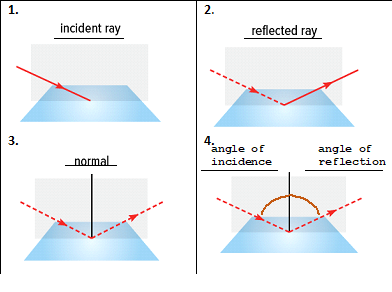 1.
incident ray
2.
reflected ray
3.
normal
4.
angle of
incidence
angle of
reflection